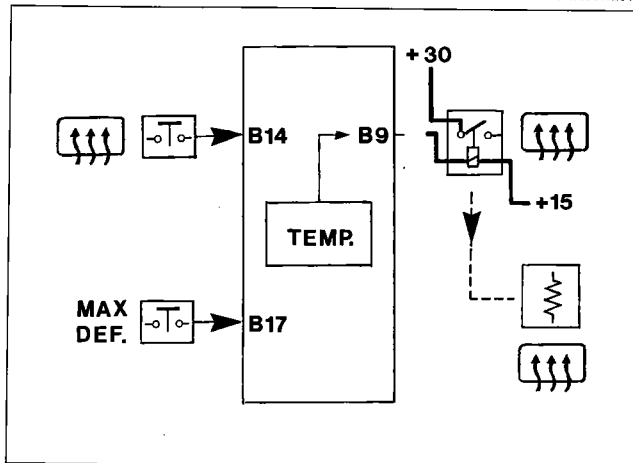 +30
B14
B9
+15
TEMP.
MAX
DEF.
B17